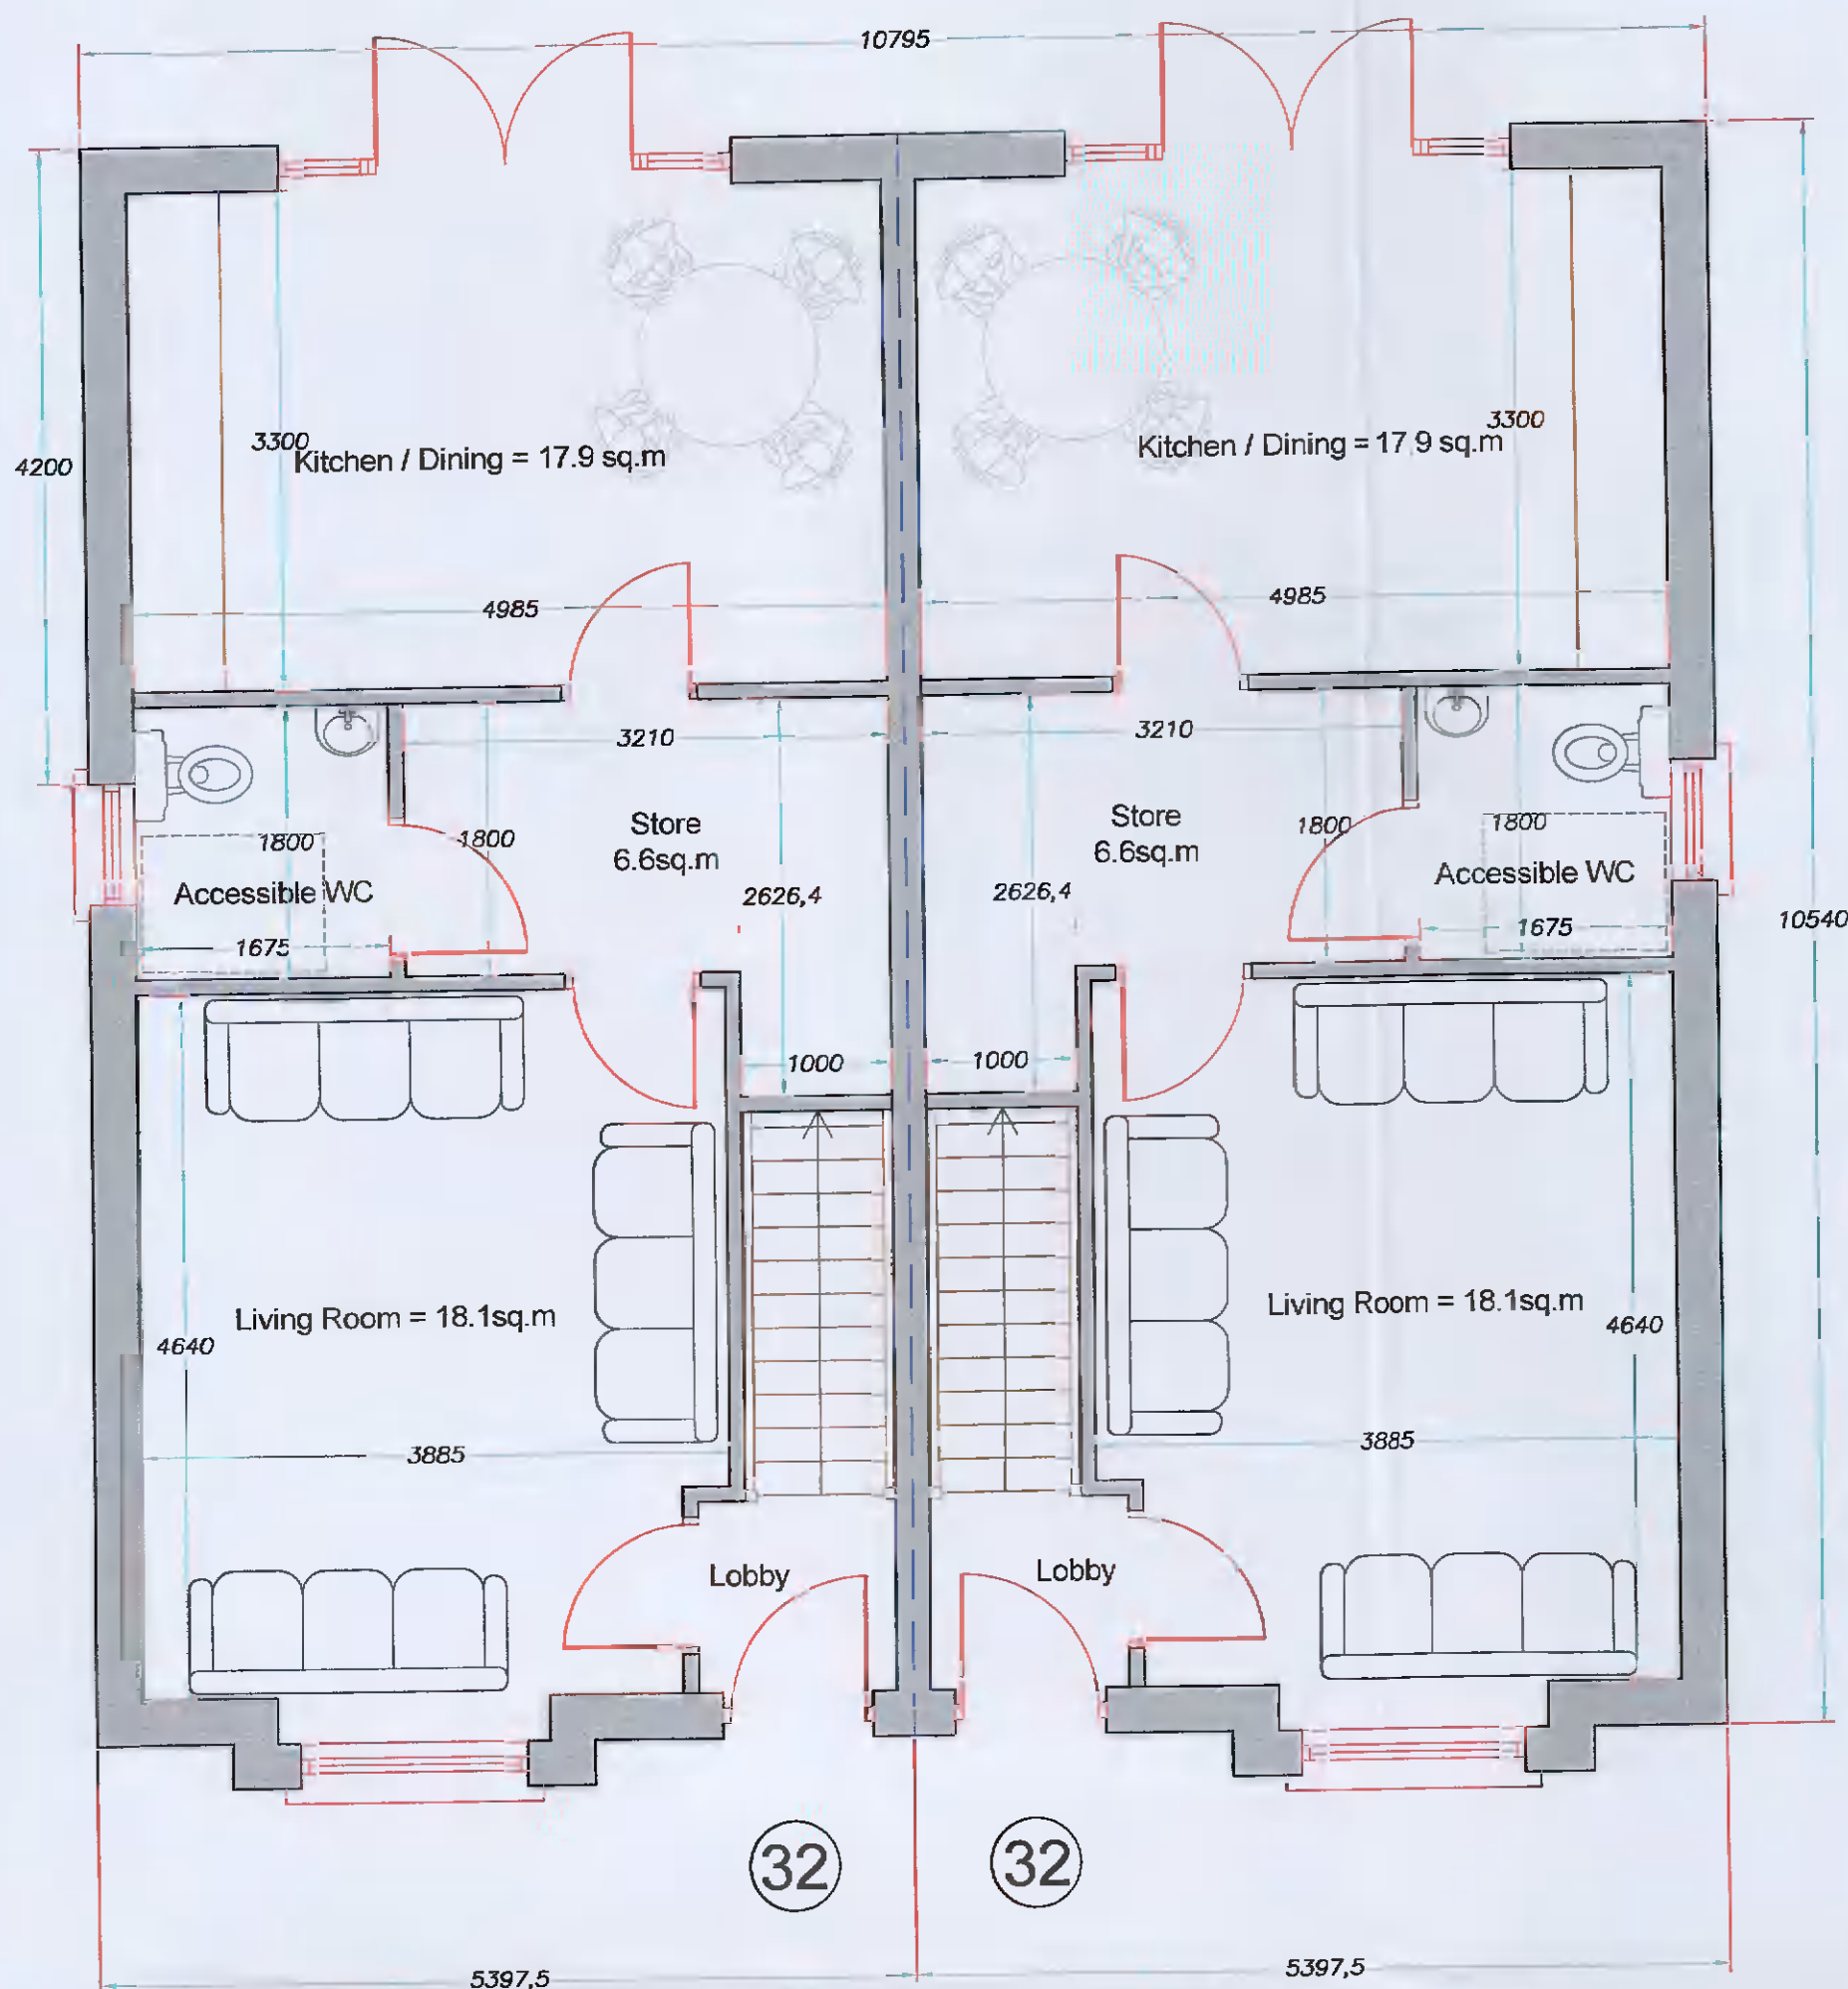 10795
3300
Kitchen / Dining = 17.9 sq.m
Kitchen / Dining = 17.9 sq.m
3300
4200
4985
4985
3210
3210
Store
6.6sq.m
Store
6.6sq.m
1800
1800
1800
1800
Accessible WC
Accessible WC
2626,4
2626,4
1675
1675
10540
1000
1000
Living Room = 18.1sq.m
Living Room = 18.1sq.m
4640
4640
3885
3885
Lobby
Lobby
32
32
5397,5
5397,5